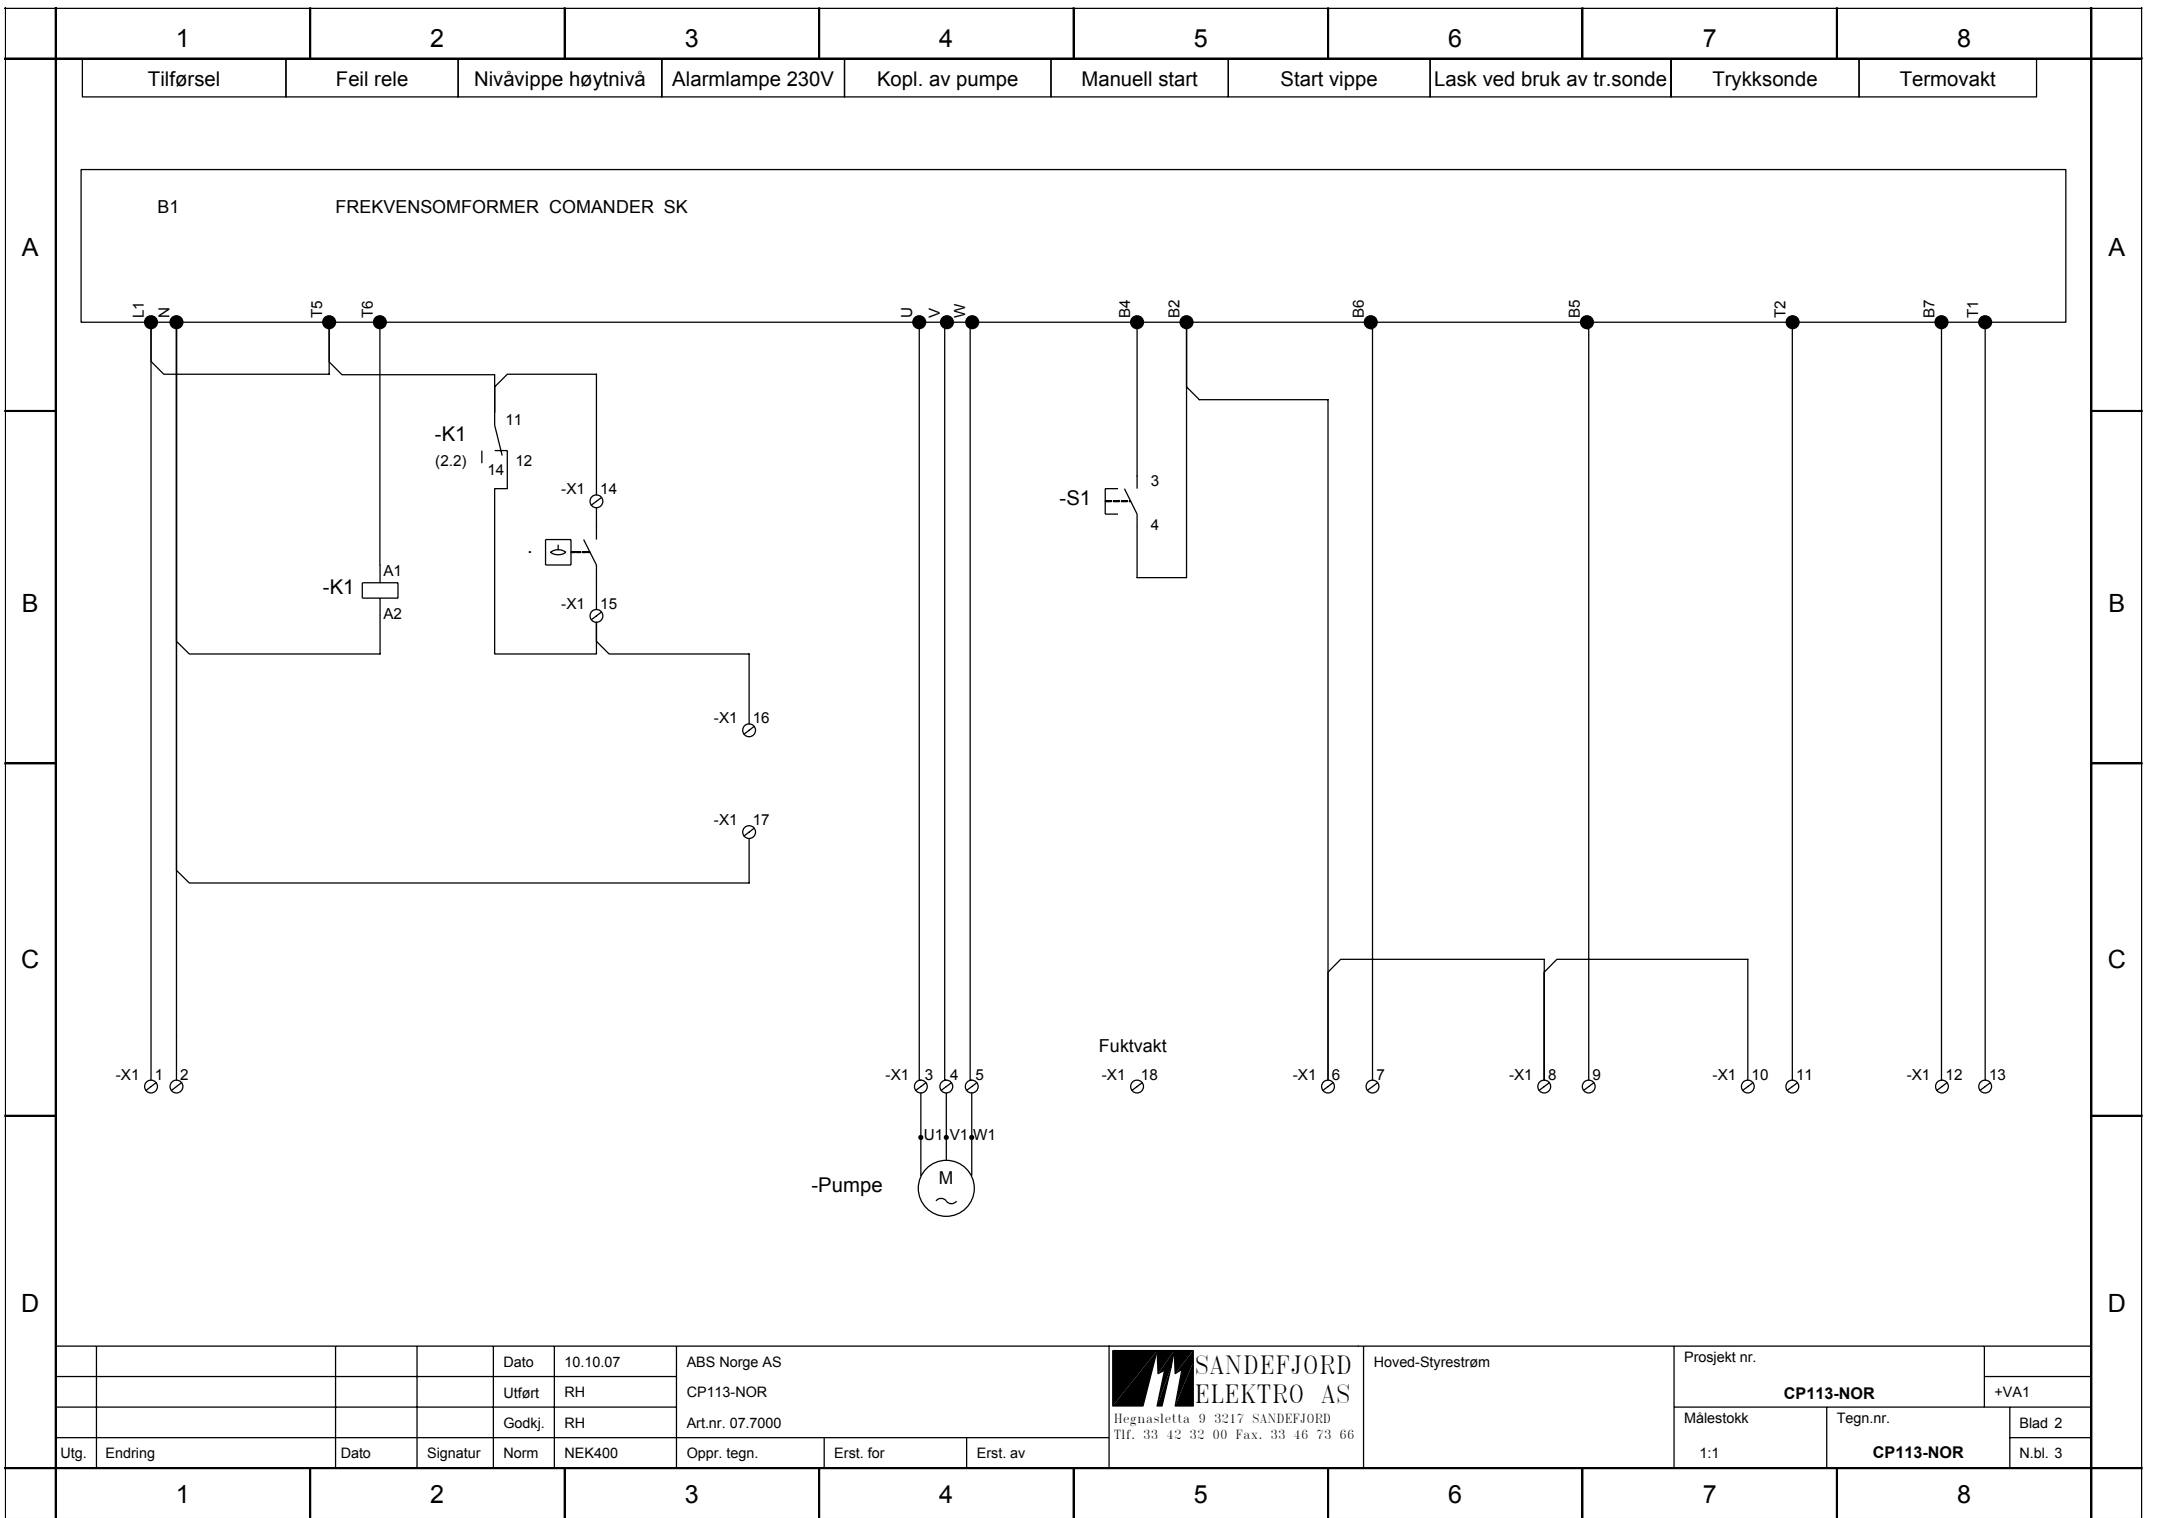 1 2 3 4 5 6 7 8
Tilførsel Feil rele Nivåvippe høytnivå Alarmlampe 230V Kopl. av pumpe Manuell start Start vippe Lask ved bruk av tr.sonde Trykksonde Termovakt
B1 FREKVENSOMFORMER COMANDER SK
A A
L1 N T5 T6 U V W B4 B2 B6 B5 T2 B7 T1
11
-K1
(2.2) 14 12
-X1 14
3
-S1
4
A1
-K1
A2
-X1 15
B B
-X1 16
-X1 17
C C
Fuktvakt
-X1 1 2 -X1 3 4 5 -X1 18 -X1 6 7 -X1 8 9 -X1 10 11 -X1 12 13
U1 V1 W1
-Pumpe M
D D
Dato 10.10.07 ABS Norge AS
Utført RH CP113-NOR
Godkj. RH Art.nr. 07.7000
Utg. Endring Dato Signatur Norm NEK400 Oppr. tegn. Erst. for Erst. av
SANDEFJORD
ELEKTRO AS
Hegnasletta 9 3217 SANDEFJORD
Tlf. 33 42 32 00 Fax. 33 46 73 66
Hoved-Styrestrøm
Prosjekt nr.
CP113-NOR +VA1
Målestokk Tegn.nr. Blad 2
1:1 CP113-NOR N.bl. 3
1 2 3 4 5 6 7 8